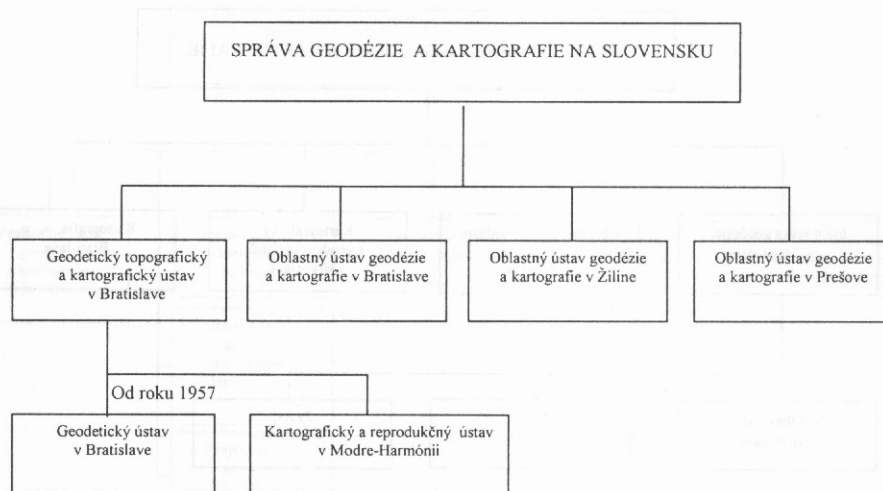 SPRÁVA GEODÉZIE A KARTOGRAFIE NA SLOVENSKU
Geodetický topografický
a kartografický ústav
v Bratislave
Oblastný ústav geodézie
a kartografie v Bratislave
Oblastný ústav geodézie
a kartografie v Žiline
Oblastný ústav geodézie
a kartografie v Prešove
Od roku 1957
Geodetický ústav
v Bratislave
Kartografický a reprodukčný ústav
v Modre-Harmónii